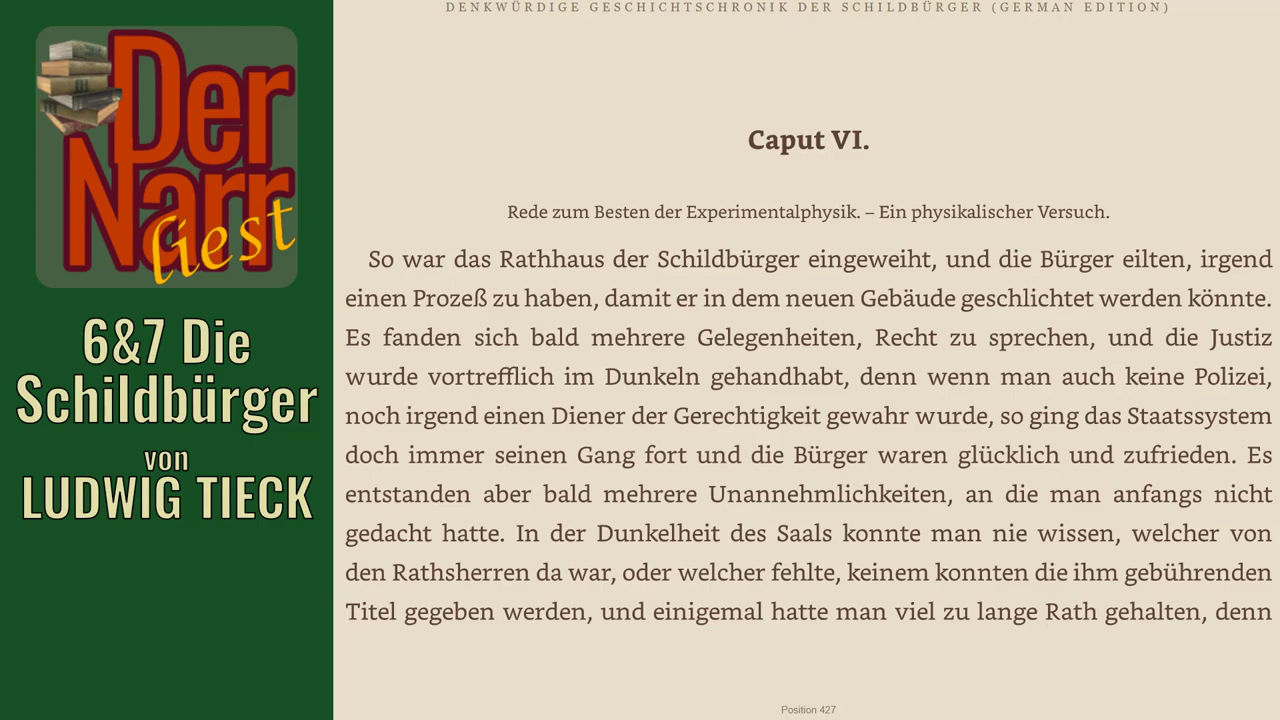 Der
Narr
liest
6&7 Die
Schildbürger
von
LUDWIG TIECK
DENKWÜRDIGE GESCHICHTSCHRONIK DER SCHILDBÜRGER (GERMAN EDITION)
Caput VI.
Rede zum Besten der Experimentalphysik. – Ein physikalischer Versuch.
So war das Rathhaus der Schildbürger eingeweiht, und die Bürger eilten, irgend
einen Prozeß zu haben, damit er in dem neuen Gebäude geschlichtet werden könnte.
Es fanden sich bald mehrere Gelegenheiten, Recht zu sprechen, und die Justiz
wurde vortrefflich im Dunkeln gehandhabt, denn wenn man auch keine Polizei,
noch irgend einen Diener der Gerechtigkeit gewahr wurde, so ging das Staatssystem
doch immer seinen Gang fort und die Bürger waren glücklich und zufrieden. Es
entstanden aber bald mehrere Unannehmlichkeiten, an die man anfangs nicht
gedacht hatte. In der Dunkelheit des Saals konnte man nie wissen, welcher von
den Rathsherren da war, oder welcher fehlte, keinem konnten die ihm gebührenden
Titel gegeben werden, und einigemal hatte man viel zu lange Rath gehalten, denn
Position 427